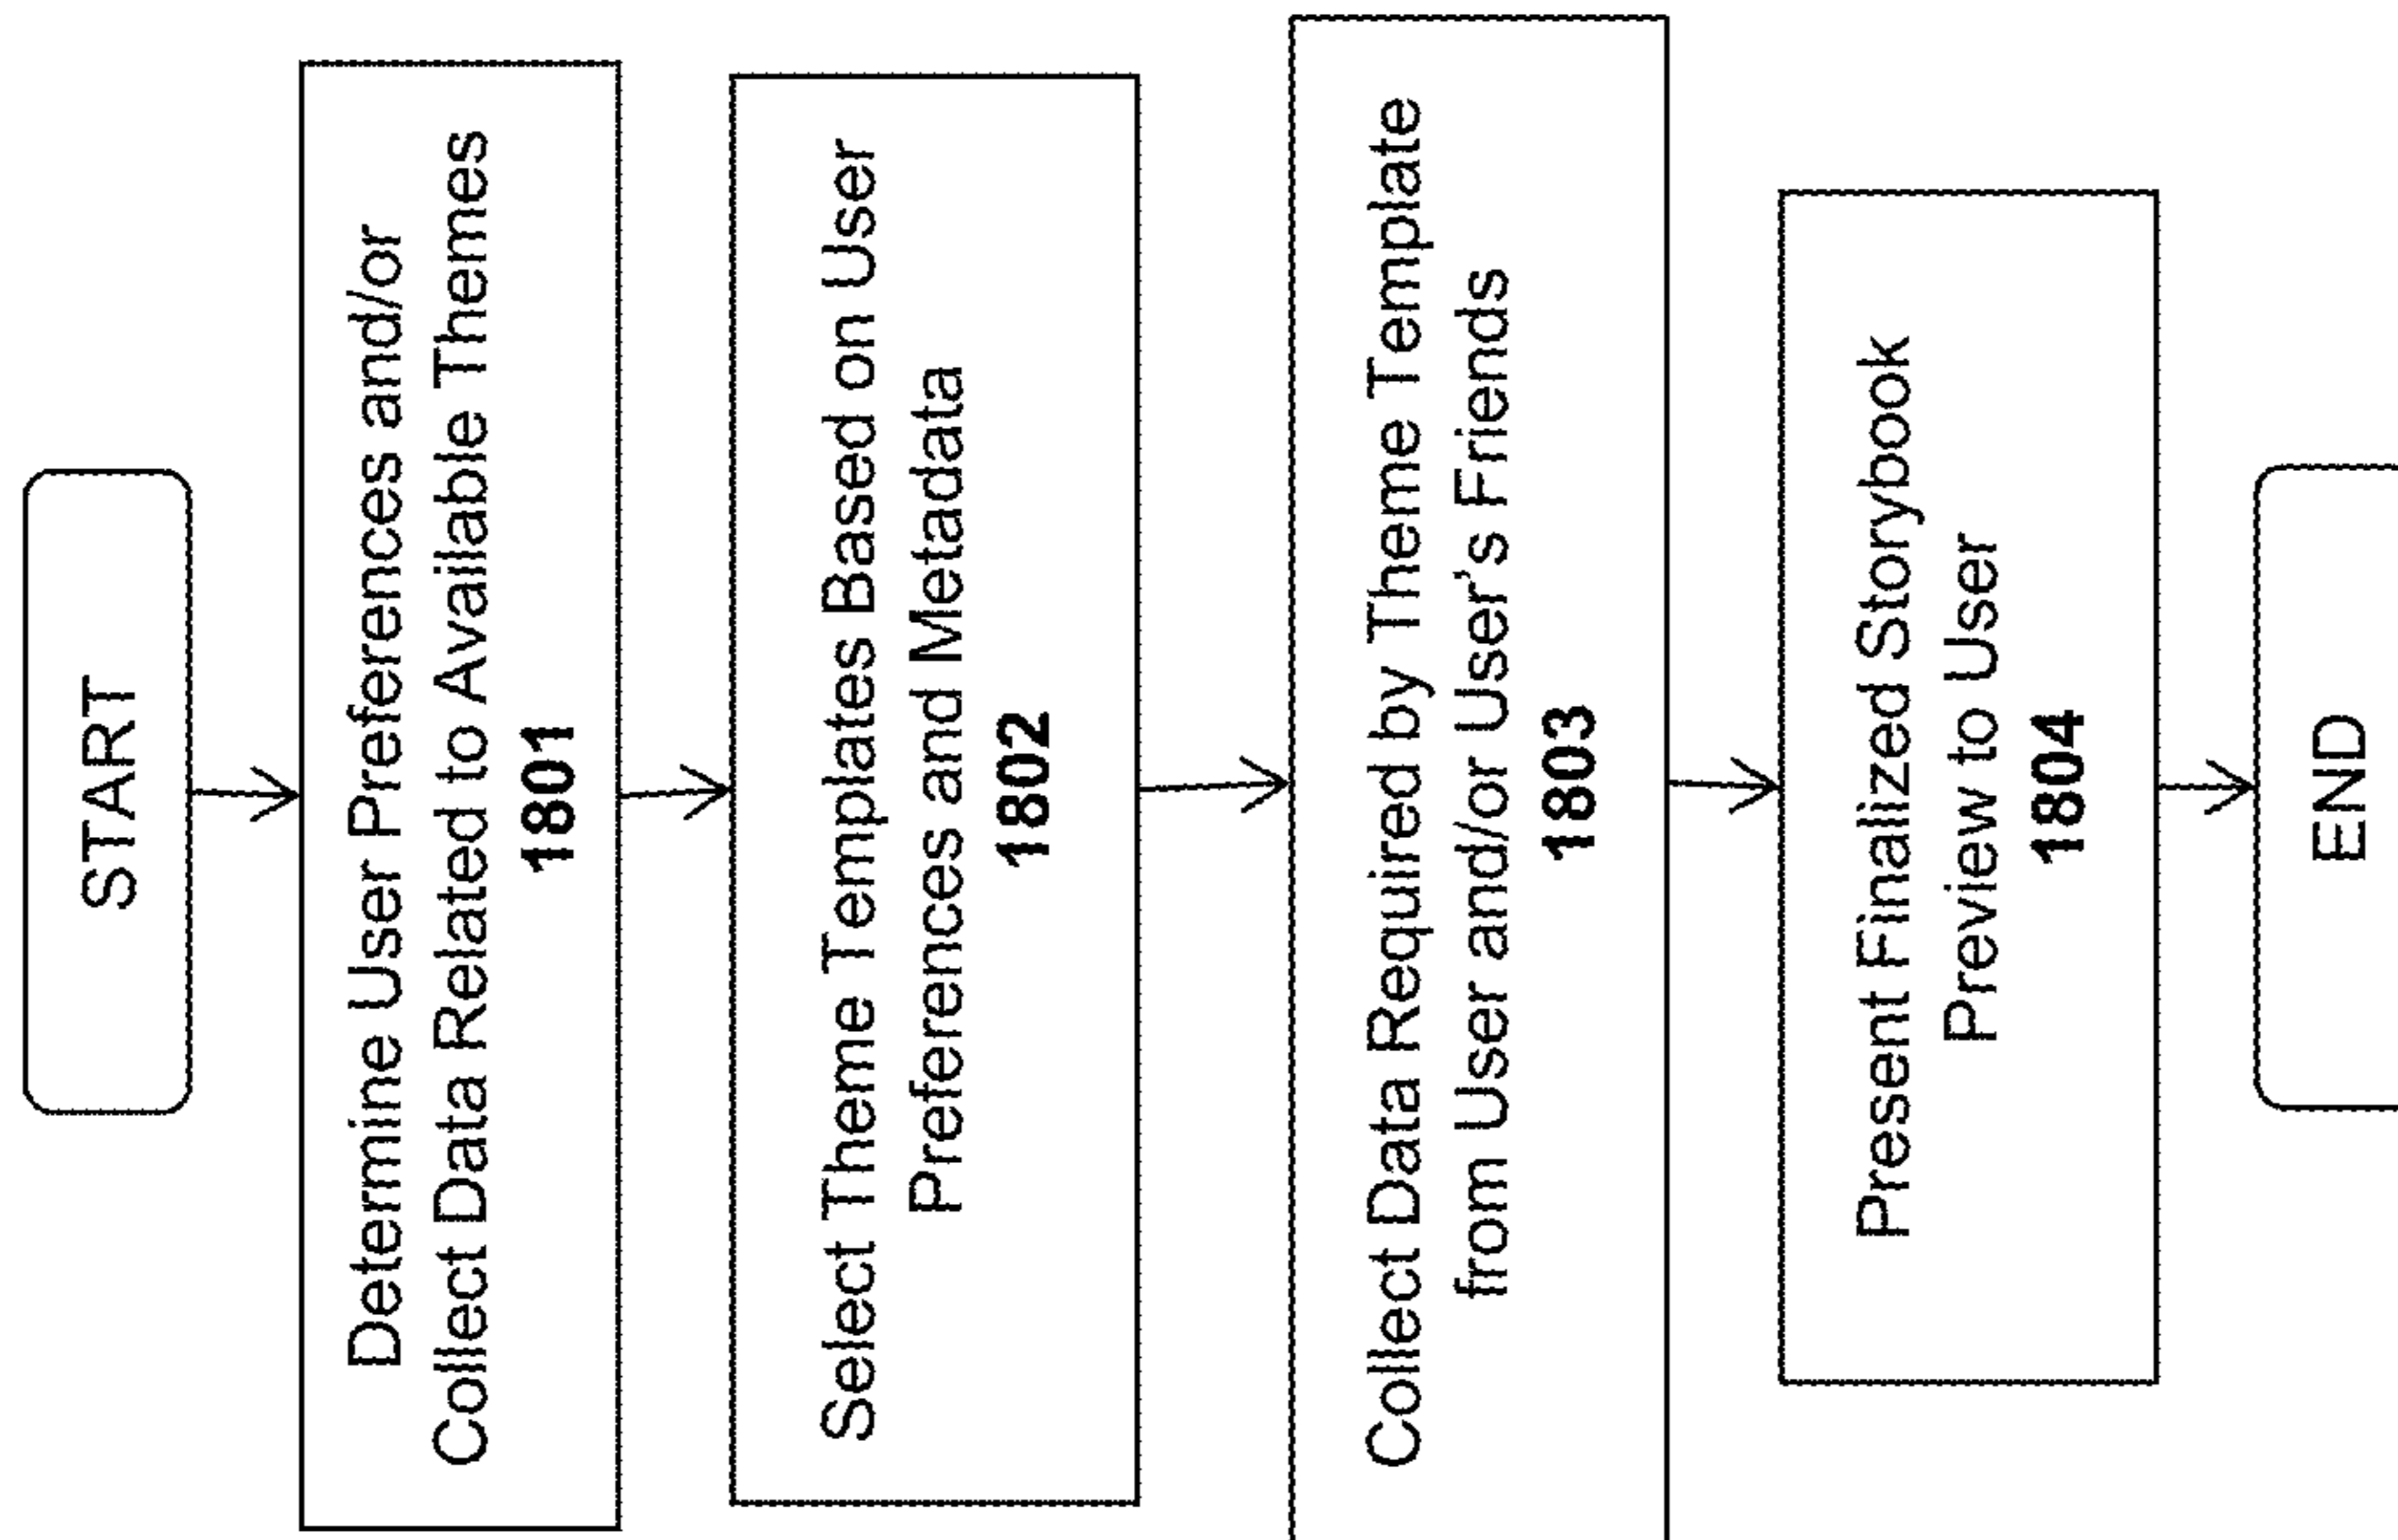 START
Determine User Preferences and/or
Collect Data Related to Available Themes
1801
Select Theme Templates Based on User
Preferences and Metadata
1802
Collect Data Required by Theme Template
from User and/or User's Friends
1803
Present Finalized Storybook
Preview to User
1804
END